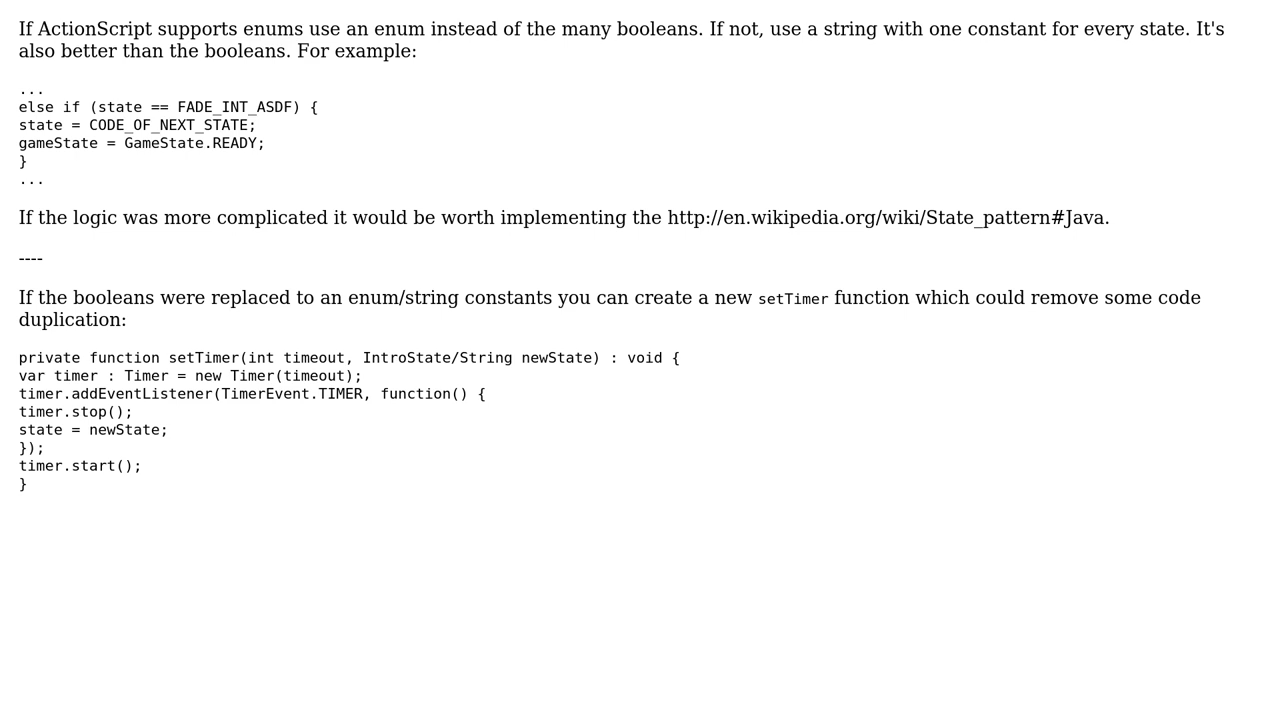 If ActionScript supports enums use an enum instead of the many booleans. If not, use a string with one constant for every state. It's
also better than the booleans. For example:
...
else if (state == FADE_INT_ASDF) {
state = CODE_OF_NEXT_STATE;
gameState = GameState.READY;
}
...
If the logic was more complicated it would be worth implementing the http://en.wikipedia.org/wiki/State_pattern#Java.
----
If the booleans were replaced to an enum/string constants you can create a new setTimer function which could remove some code
duplication:
private function setTimer(int timeout, IntroState/String newState) : void {
var timer : Timer = new Timer(timeout);
timer.addEventListener(TimerEvent.TIMER, function() {
timer.stop();
state = newState;
});
timer.start();
}